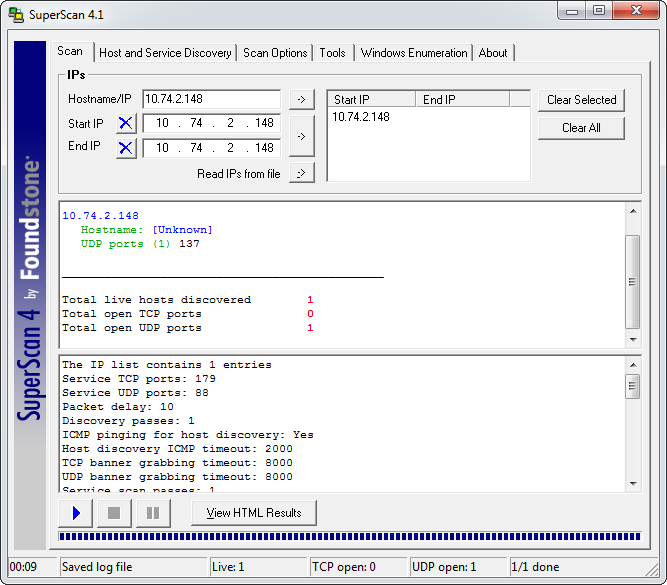 SuperScan 4.1
Scan Host and Service Discovery Scan Options Tools Windows Enumeration About
IPs
Hostname/IP 10.74.2.148 ->
Start IP 10 . 74 . 2 . 148 ->
End IP 10 . 74 . 2 . 148
Read IPs from file ->
Start IP End IP
10.74.2.148
Clear Selected
Clear All
SuperScan 4 by Foundstone
10.74.2.148
Hostname: [Unknown]
UDP ports (1) 137
Total live hosts discovered 1
Total open TCP ports 0
Total open UDP ports 1
The IP list contains 1 entries
Service TCP ports: 179
Service UDP ports: 88
Packet delay: 10
Discovery passes: 1
ICMP pinging for host discovery: Yes
Host discovery ICMP timeout: 2000
TCP banner grabbing timeout: 8000
UDP banner grabbing timeout: 8000
Service scan passes: 1
View HTML Results
00:09 Saved log file Live: 1 TCP open: 0 UDP open: 1 1/1 done